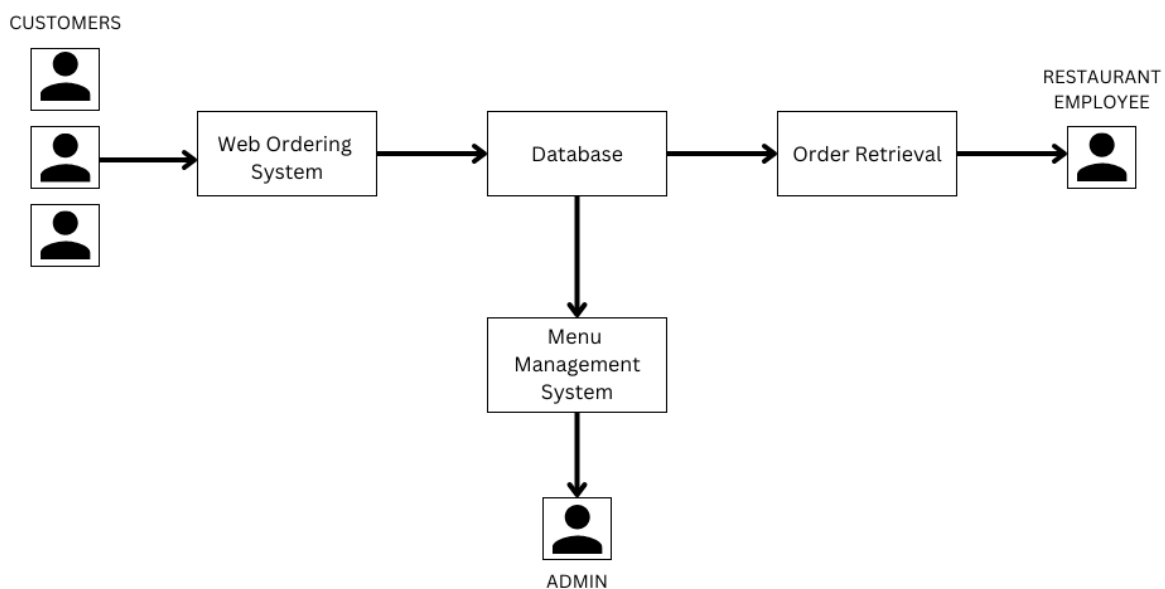 CUSTOMERS
RESTAURANT
EMPLOYEE
Web Ordering
System
Database
Order Retrieval
Menu
Management
System
ADMIN